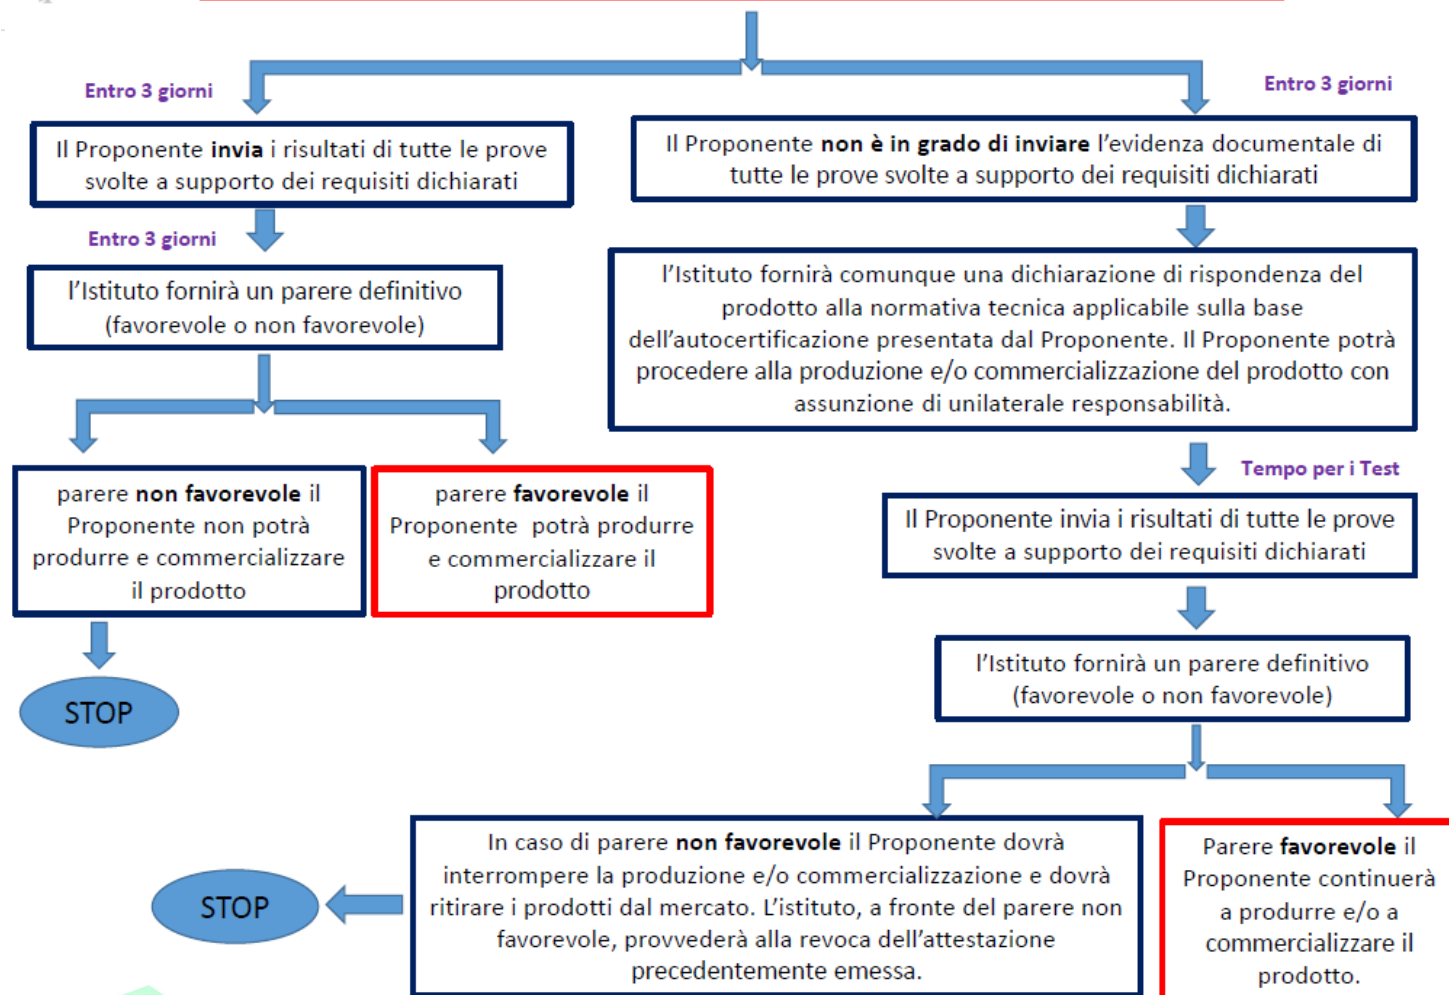 Entro 3 giorni
Il Proponente invia i risultati di tutte le prove
svolte a supporto dei requisiti dichiarati
Entro 3 giorni
l'Istituto fornirà un parere definitivo
(favorevole o non favorevole)
parere non favorevole il
Proponente non potrà
produrre e commercializzare
il prodotto
STOP
parere favorevole il
Proponente potrà produrre
e commercializzare il
prodotto
Entro 3 giorni
Il Proponente non è in grado di inviare l'evidenza documentale di
tutte le prove svolte a supporto dei requisiti dichiarati
l'Istituto fornirà comunque una dichiarazione di rispondenza del
prodotto alla normativa tecnica applicabile sulla base
dell'autocertificazione presentata dal Proponente. Il Proponente potrà
procedere alla produzione e/o commercializzazione del prodotto con
assunzione di unilaterale responsabilità.
Tempo per i Test
Il Proponente invia i risultati di tutte le prove
svolte a supporto dei requisiti dichiarati
l'Istituto fornirà un parere definitivo
(favorevole o non favorevole)
In caso di parere non favorevole il Proponente dovrà
interrompere la produzione e/o commercializzazione e dovrà
ritirare i prodotti dal mercato. L'istituto, a fronte del parere non
favorevole, provvederà alla revoca dell'attestazione
precedentemente emessa.
STOP
Parere favorevole il
Proponente continuerà
a produrre e/o a
commercializzare il
prodotto.